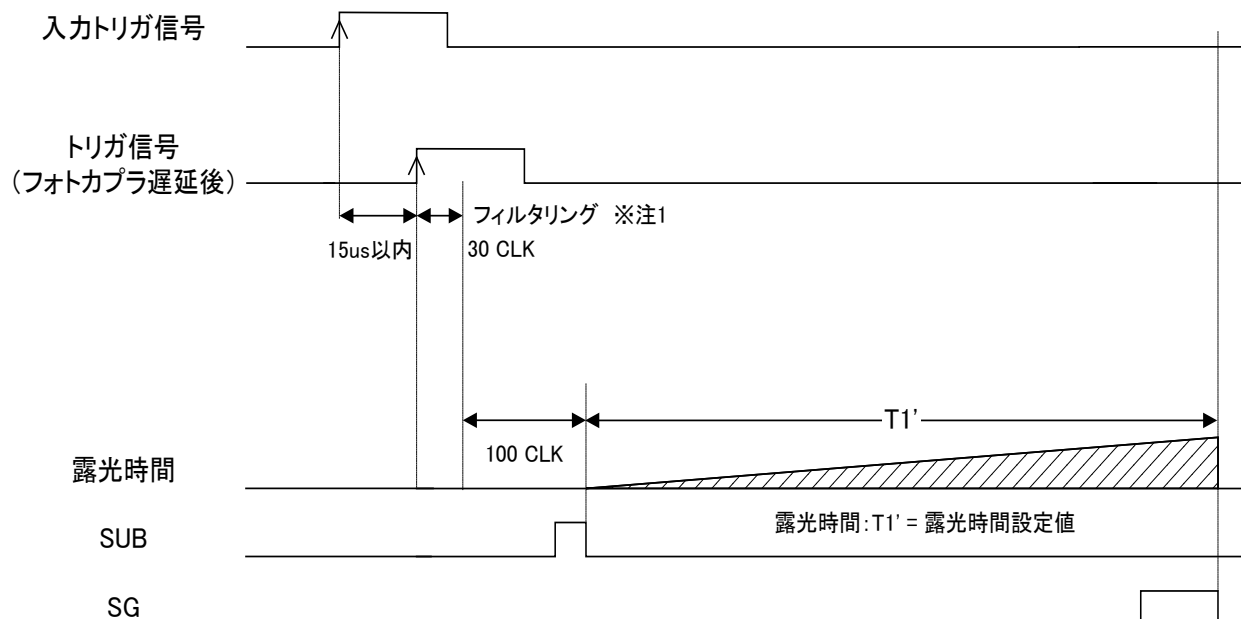 入力トリガ信号
トリガ信号
（フォトカプラ遅延後）
フィルタリング ※注1
15us以内
30 CLK
T1'
100 CLK
露光時間
露光時間:T1' = 露光時間設定値
SUB
SG